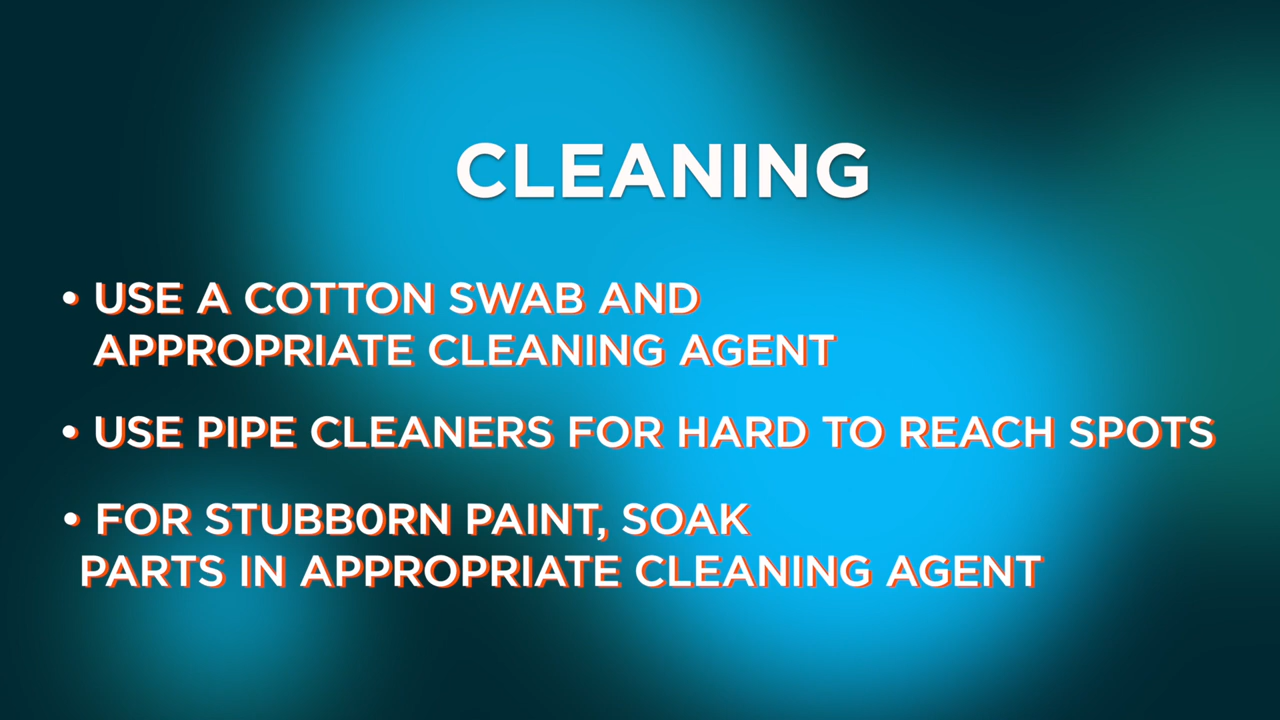 CLEANING
• USE A COTTON SWAB AND
APPROPRIATE CLEANING AGENT
• USE PIPE CLEANERS FOR HARD TO REACH SPOTS
• FOR STUBB0RN PAINT, SOAK
PARTS IN APPROPRIATE CLEANING AGENT